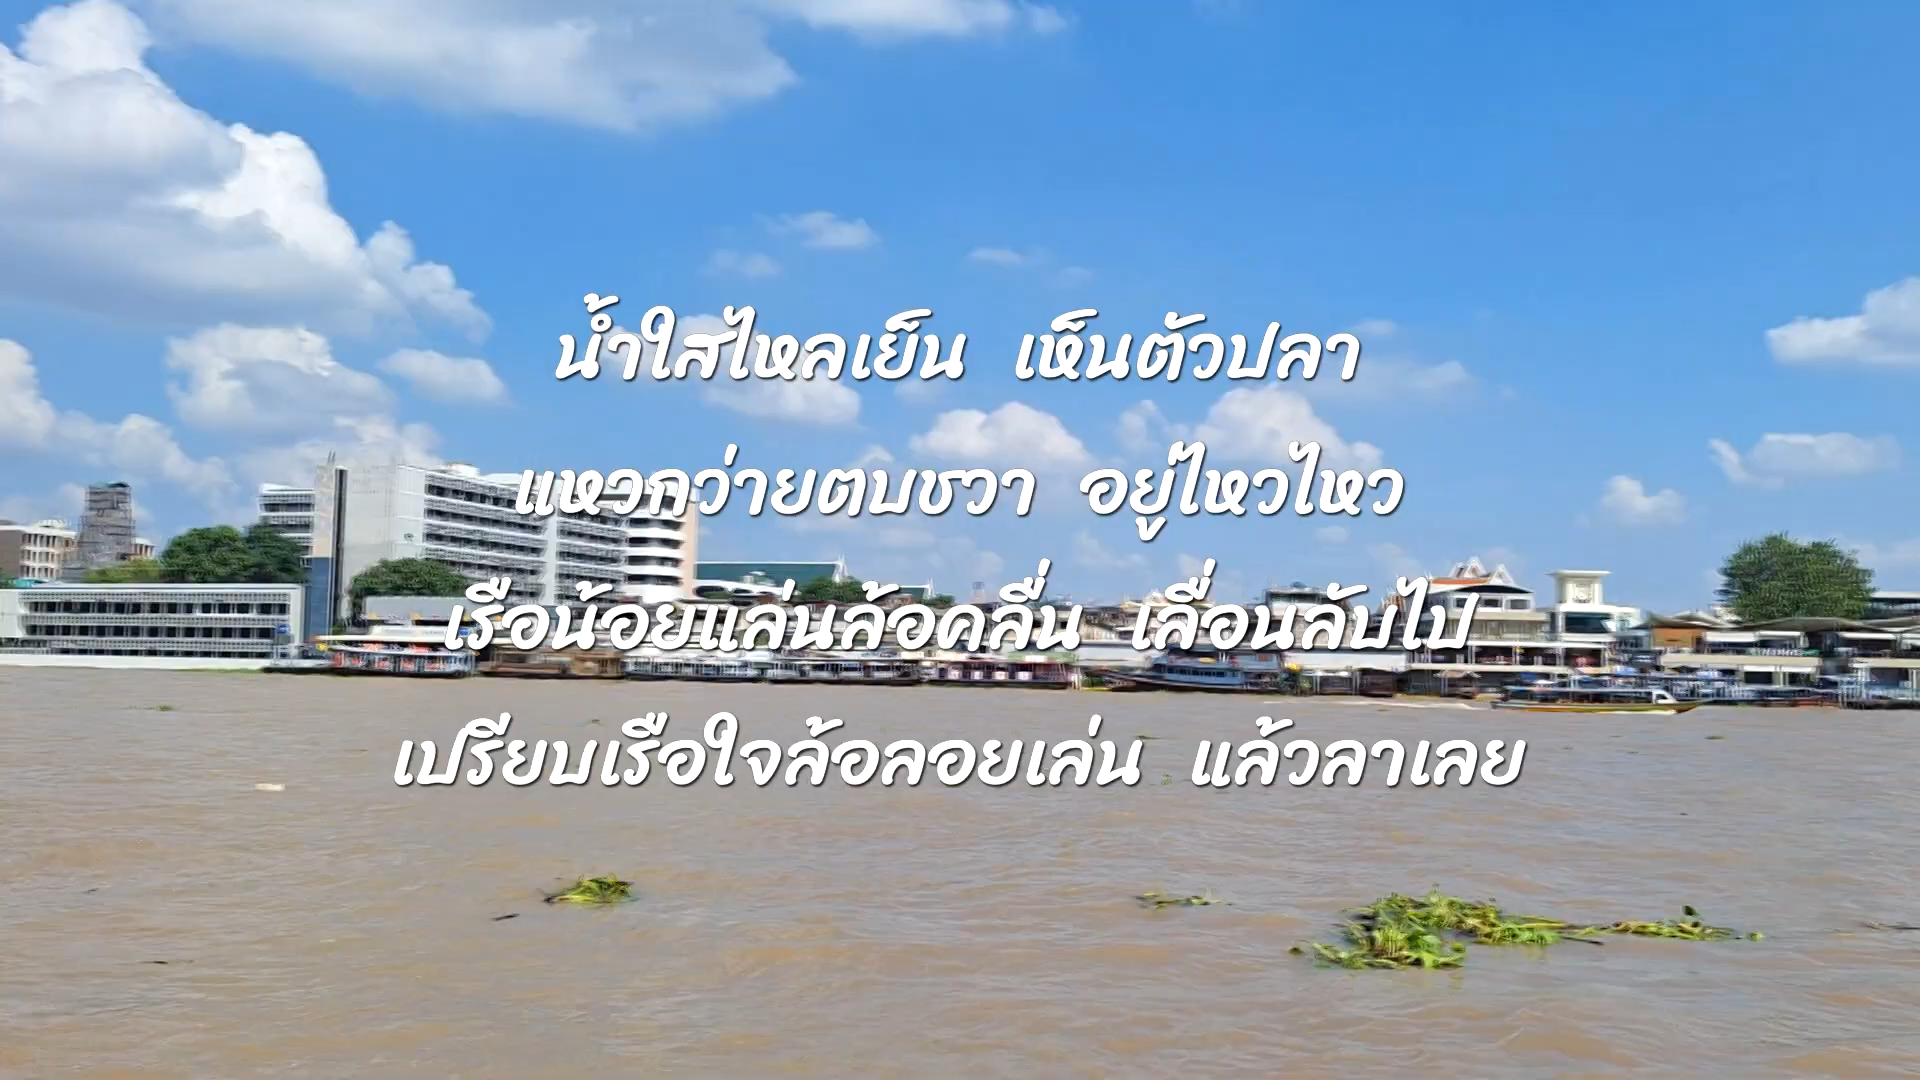 น้ำใสไหลเย็น เห็นตัวปลา
แหวกว่ายตบชวา อยู่ไหวไหว
เรือน้อยแล่นล้อคลื่น เลื่อนลับไป
เปรียบเรือใจล้อลอยเล่น แล้วลาเลย